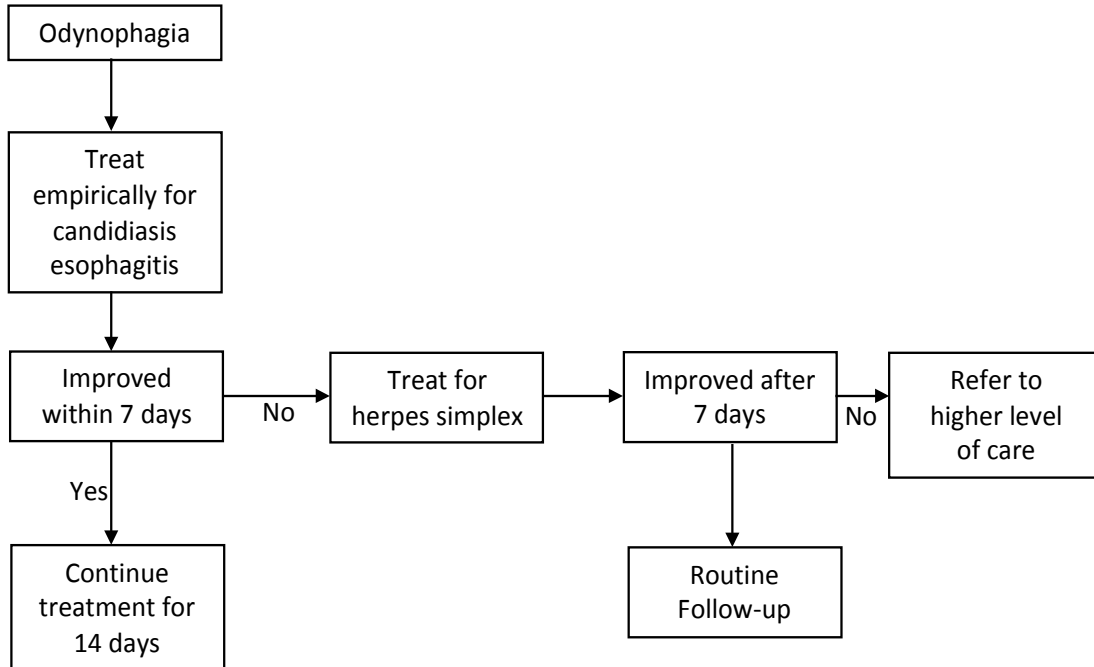 Odynophagia
Treat
empirically for
candidiasis
esophagitis
Improved
within 7 days
No
Treat for
herpes simplex
Improved after
7 days
No
Refer to
higher level
of care
Yes
Continue
treatment for
14 days
Routine
Follow-up